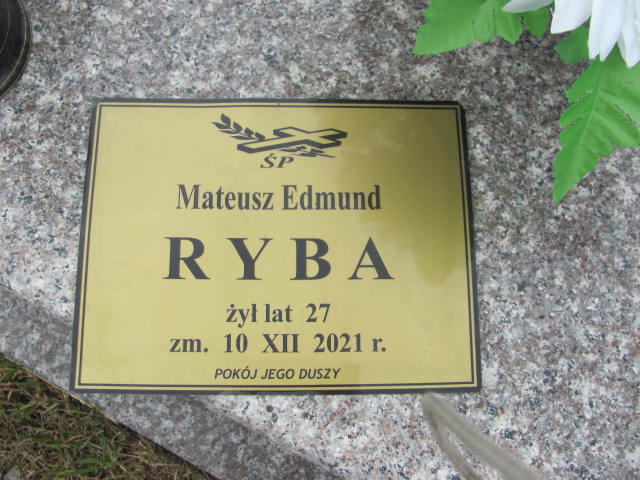 ŚP
Mateusz Edmund
RYBA
żył lat 27
zm. 10 XII 2021 r.
POKÓJ JEGO DUSZY